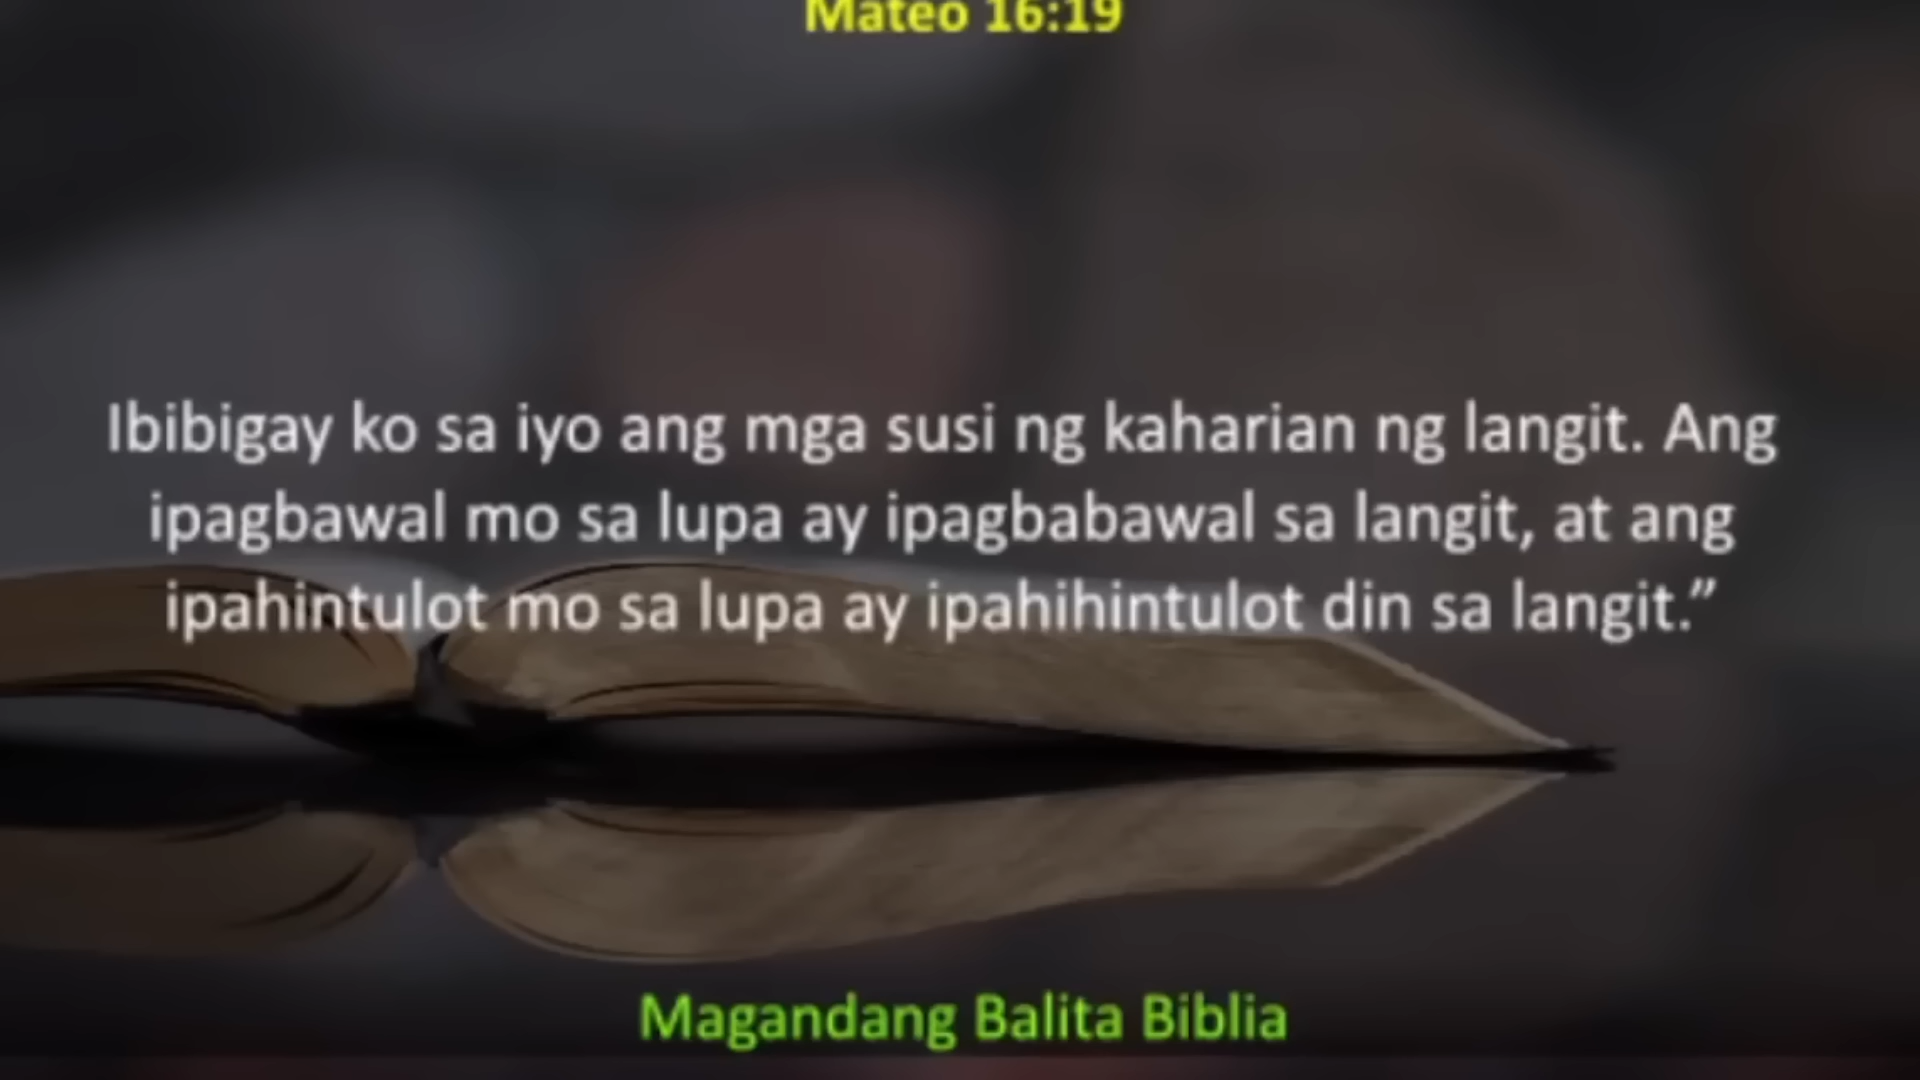 Mateo 16:19
Ibibigay ko sa iyo ang mga susi ng kaharian ng langit. Ang
ipagbawal mo sa lupa ay ipagbabawal sa langit, at ang
ipahintulot mo sa lupa ay ipahihintulot din sa langit.”
Magandang Balita Biblia